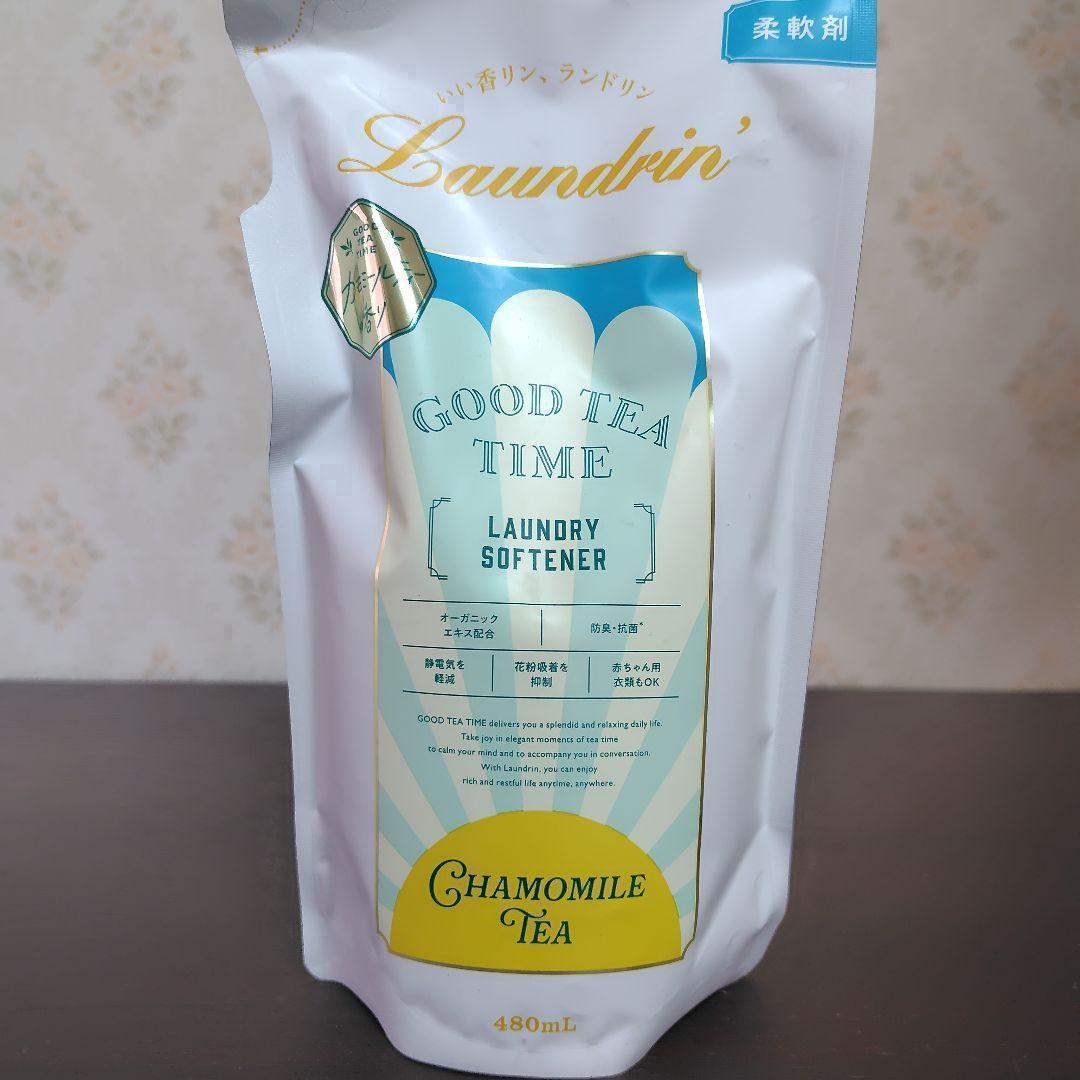 柔軟剤
いい香リン、ランドリン
Laundrin'
GOOD
TEA
TIME
カモミールティー
香り
GOOD TEA
TIME
LAUNDRY
SOFTENER
オーガニック
エキス配合
防臭・抗菌*
静電気を
軽減
花粉吸着を
抑制
赤ちゃん用
衣類もOK
GOOD TEA TIME delivers you a splendid and relaxing daily life.
Take joy in elegant moments of tea time
to calm your mind and to accompany you in conversation.
With Laundrin, you can enjoy
rich and restful life anytime, anywhere.
CHAMOMILE
TEA
480mL